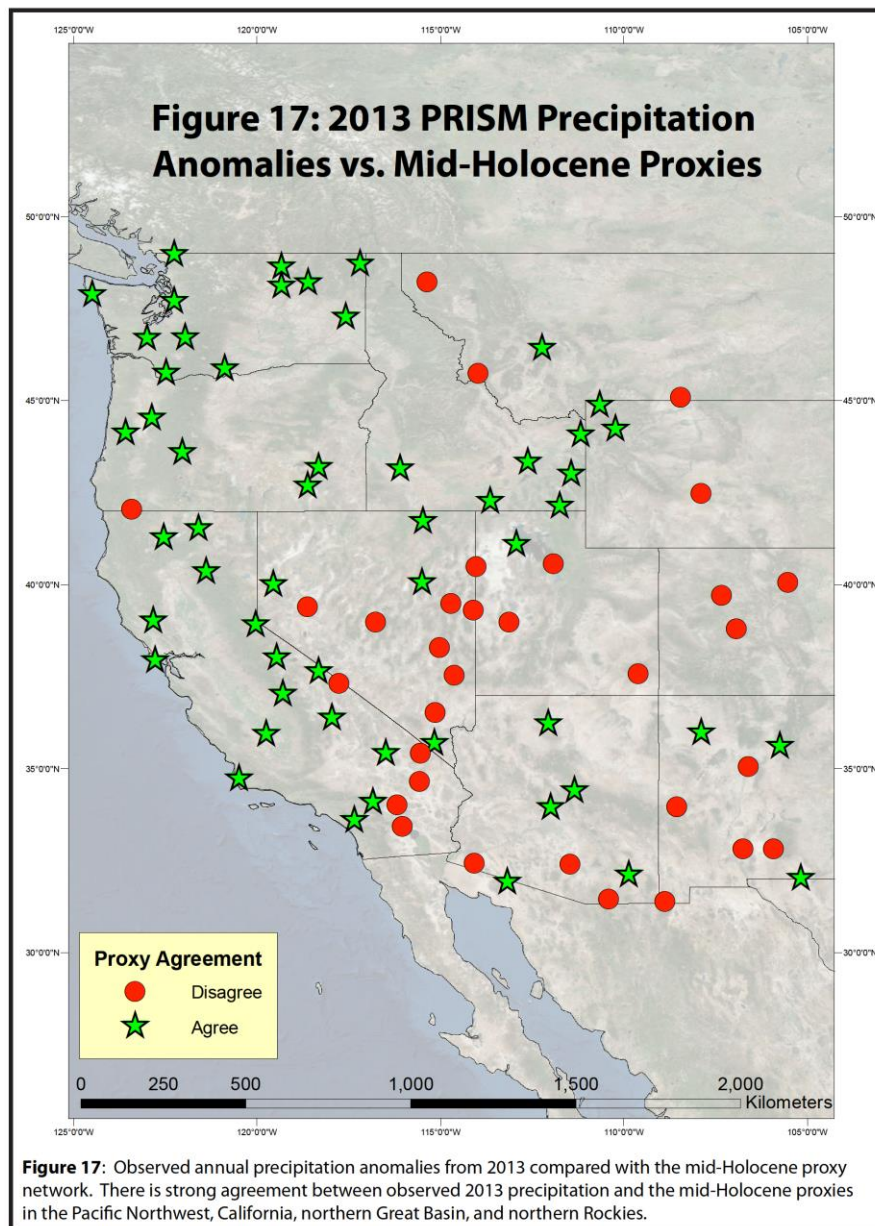 125°0'0"W 120°0'0"W 115°0'0"W 110°0'0"W 105°0'0"W
Figure 17: 2013 PRISM Precipitation
Anomalies vs. Mid-Holocene Proxies
50°0'0"N 50°0'0"N
45°0'0"N 45°0'0"N
40°0'0"N 40°0'0"N
35°0'0"N 35°0'0"N
30°0'0"N 30°0'0"N
Proxy Agreement
Disagree
Agree
0 250 500 1,000 1,500 2,000
Kilometers
125°0'0"W 120°0'0"W 115°0'0"W 110°0'0"W 105°0'0"W
Figure 17: Observed annual precipitation anomalies from 2013 compared with the mid-Holocene proxy
network. There is strong agreement between observed 2013 precipitation and the mid-Holocene proxies
in the Pacific Northwest, California, northern Great Basin, and northern Rockies.